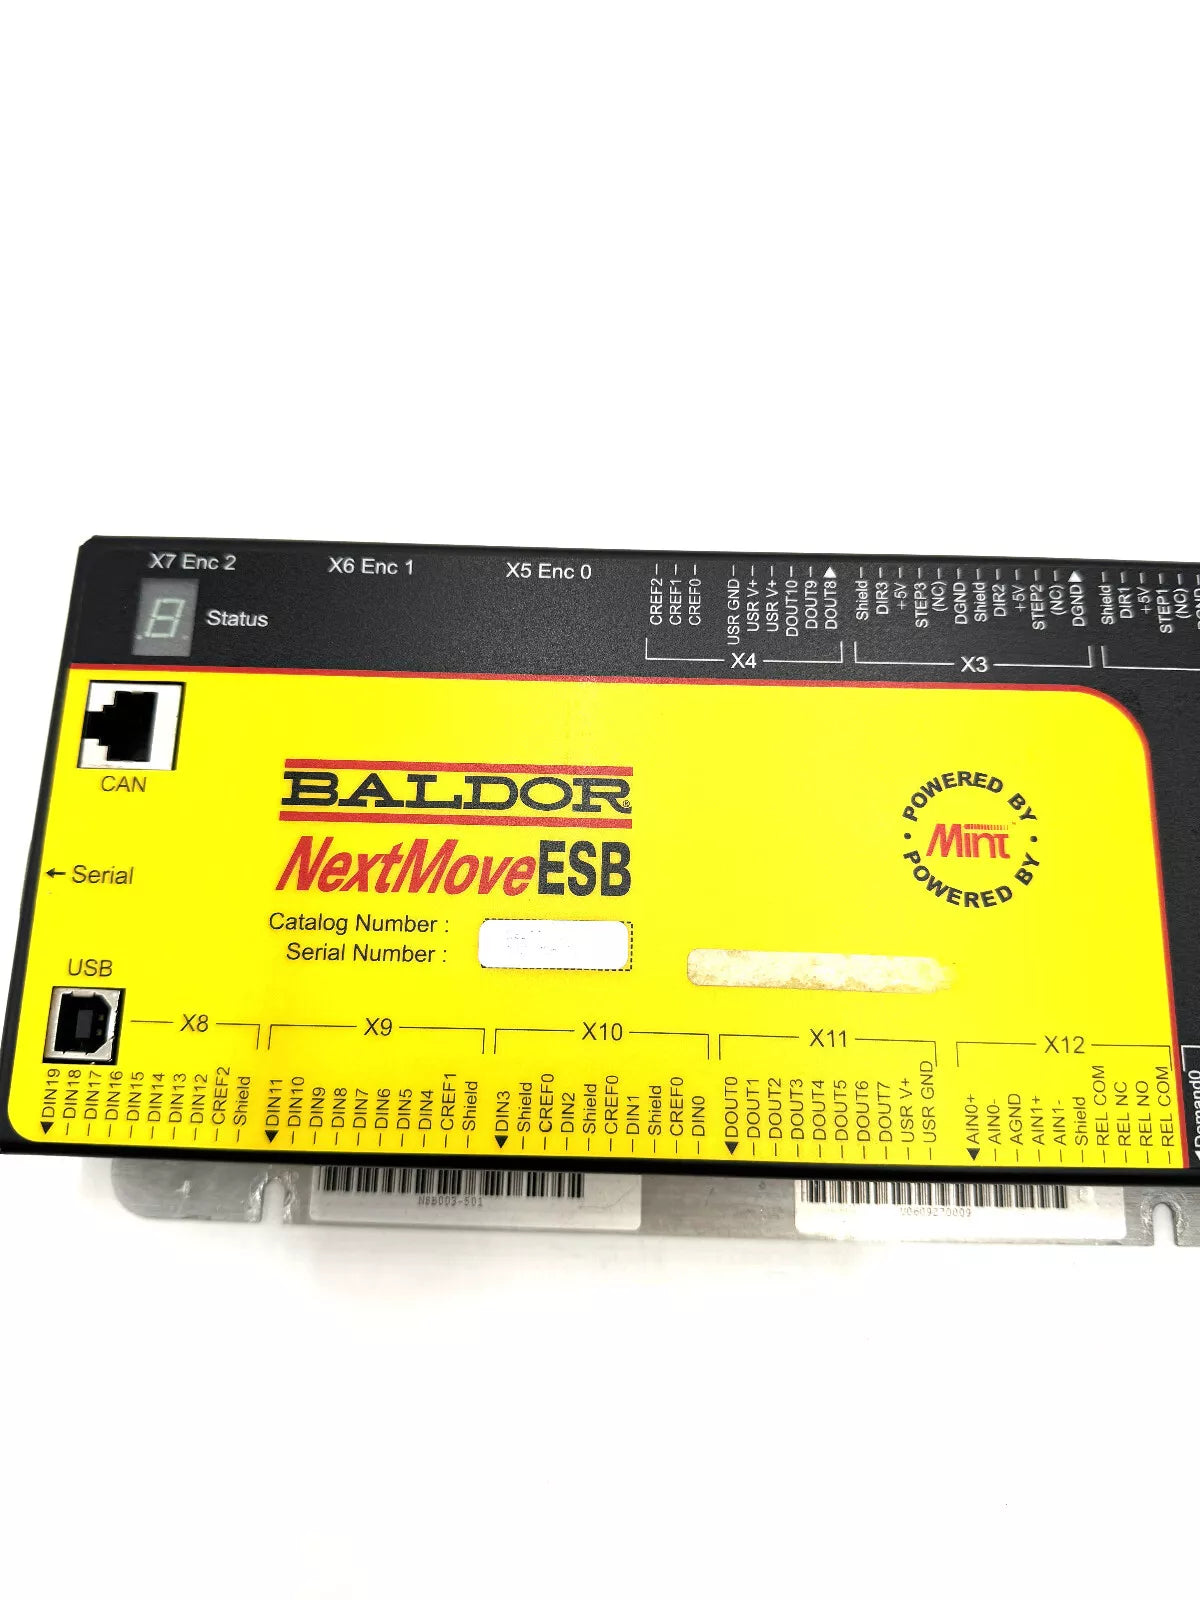 X7 Enc 2
X6 Enc 1
X5 Enc 0
Status
CREF2
CREF1
CREF0
USR GND
USR V+
USR V+
DOUT10
DOUT9
DOUT8
X4
Shield
DIR3
+5V
STEP3
(NC)
DGND
Shield
DIR2
+5V
STEP2
(NC)
DGND
X3
Shield
DIR1
+5V
STEP1
(NC)
DGND
CAN
BALDOR®
NextMoveESB
POWERED BY
Mint™
POWERED BY
Serial
Catalog Number :
Serial Number :
USB
X8
X9
X10
X11
X12
DIN19
DIN18
DIN17
DIN16
DIN15
DIN14
DIN13
DIN12
CREF2
Shield
DIN11
DIN10
DIN9
DIN8
DIN7
DIN6
DIN5
DIN4
CREF1
Shield
DIN3
Shield
CREF0
DIN2
Shield
CREF0
DIN1
Shield
CREF0
DIN0
DOUT0
DOUT1
DOUT2
DOUT3
DOUT4
DOUT5
DOUT6
DOUT7
USR V+
USR GND
AIN0+
AIN0-
AGND
AIN1+
AIN1-
Shield
REL COM
REL NC
REL NO
REL COM
Demand0
NSB003-501